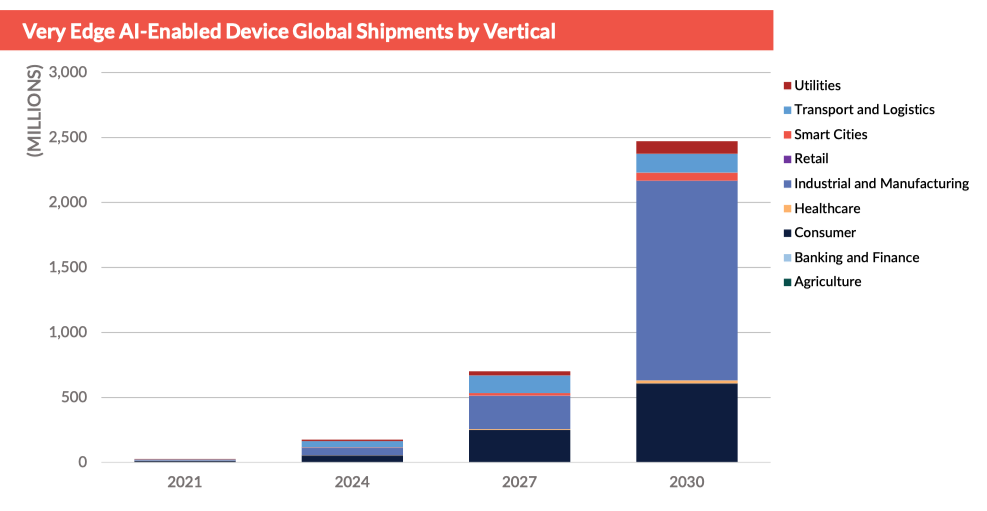 Very Edge AI-Enabled Device Global Shipments by Vertical
(MILLIONS)
3,000
2,500
2,000
1,500
1,000
500
0
2021
2024
2027
2030
Utilities
Transport and Logistics
Smart Cities
Retail
Industrial and Manufacturing
Healthcare
Consumer
Banking and Finance
Agriculture